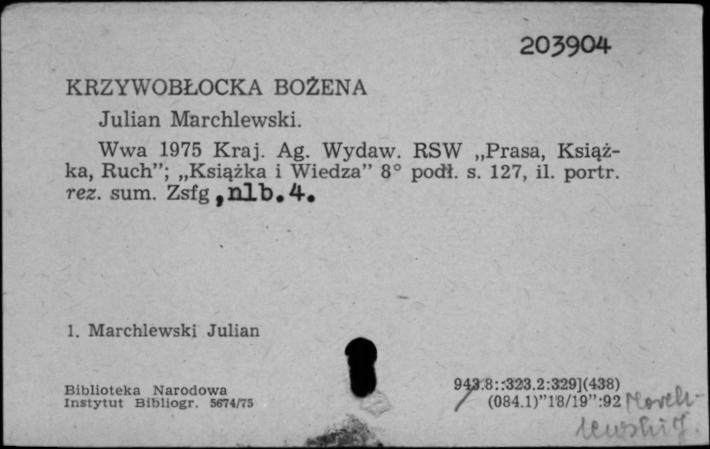 203904
KRZYWOBŁOCKA BOŻENA
Julian Marchlewski.
Wwa 1975 Kraj. Ag. Wydaw. RSW „Prasa, Książ-
ka, Ruch”; „Książka i Wiedza” 8° podł. s. 127, il. portr.
rez. sum. Zsfg, nlb. 4.
1. Marchlewski Julian
Biblioteka Narodowa
Instytut Bibliogr. 5674/75
943.8::323.2:329](438)
(084.1)”18/19”:92
March-
lewski J.